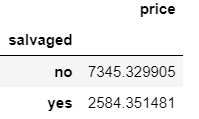 price
salvaged
no 7345.329905
yes 2584.351481